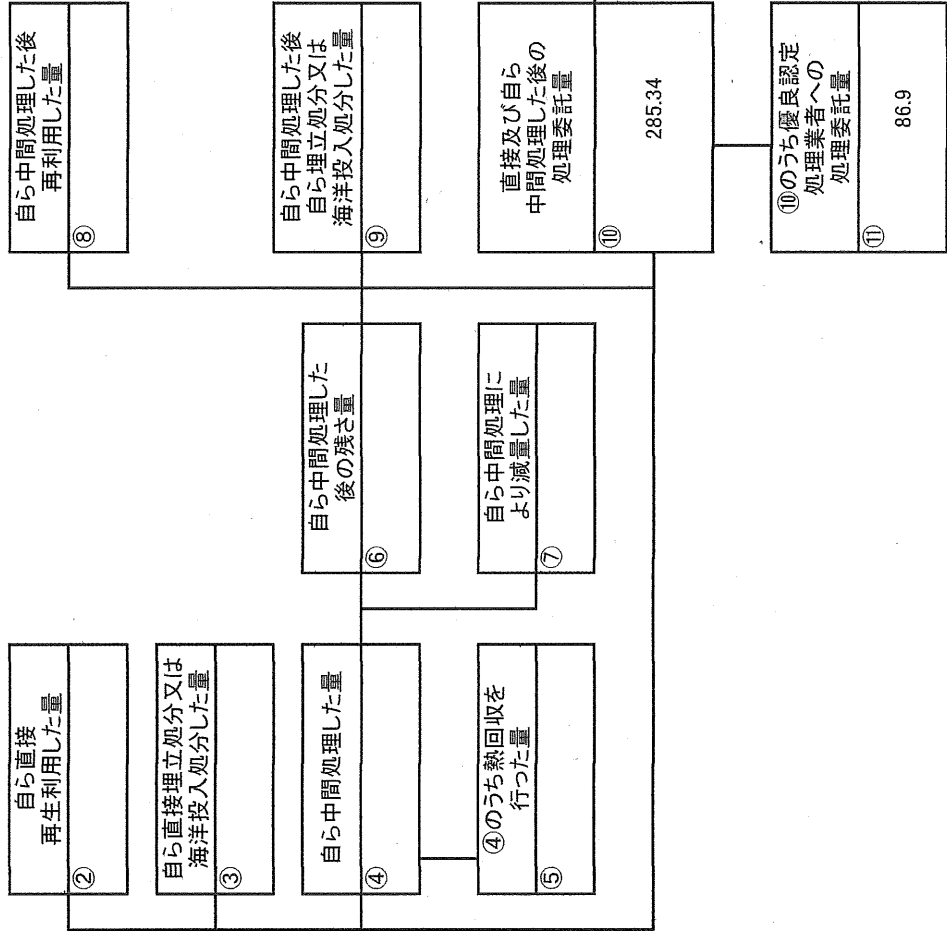 自ら直接
再生利用した量
②
自ら直接埋立処分又は
海洋投入処分した量
③
自ら中間処理した量
④
④のうち熱回収を
行った量
⑤
自ら中間処理した
後の残さ量
⑥
自ら中間処理に
より減量した量
⑦
自ら中間処理した後
再利用した量
⑧
自ら中間処理した後
自ら埋立処分又は
海洋投入処分した量
⑨
直接及び自ら
中間処理した後の
処理委託量
⑩
285.34
⑩のうち優良認定
処理業者への
処理委託量
⑪
86.9